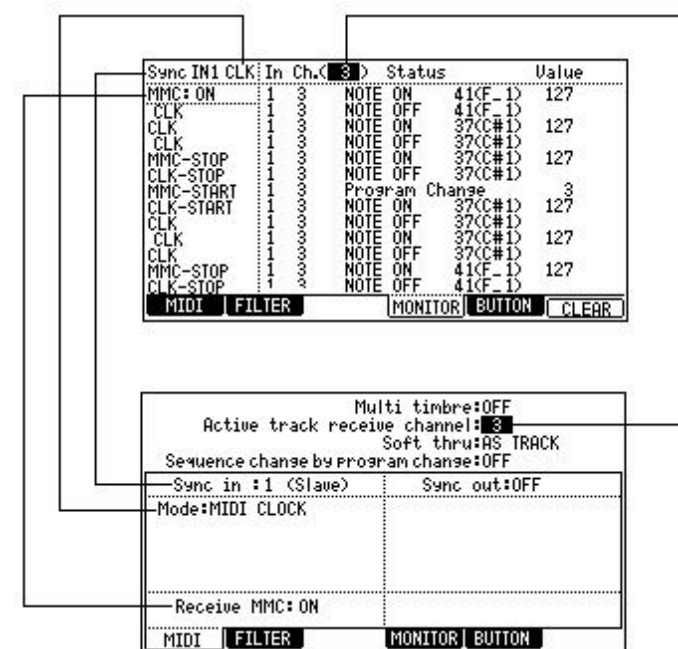 Sync IN1 CLK In Ch.( 3 ) Status Value
MMC: ON 1 3 NOTE ON 41(F_1) 127
CLK 1 3 NOTE OFF 41(F_1)
CLK 1 3 NOTE ON 37(C#1) 127
CLK 1 3 NOTE OFF 37(C#1)
MMC-STOP 1 3 NOTE ON 37(C#1) 127
CLK-STOP 1 3 NOTE OFF 37(C#1)
MMC-START 1 3 Program Change 3
CLK-START 1 3 NOTE ON 37(C#1) 127
CLK 1 3 NOTE OFF 37(C#1)
CLK 1 3 NOTE ON 37(C#1) 127
CLK 1 3 NOTE OFF 37(C#1)
MMC-STOP 1 3 NOTE ON 41(F_1) 127
CLK-STOP 1 3 NOTE OFF 41(F_1)
MIDI FILTER MONITOR BUTTON CLEAR
Multi timbre:OFF
Active track receive channel: 3
Soft thru:AS TRACK
Sequence change by program change:OFF
Sync in :1 (Slave) Sync out:OFF
Mode:MIDI CLOCK
Receive MMC: ON
MIDI FILTER MONITOR BUTTON